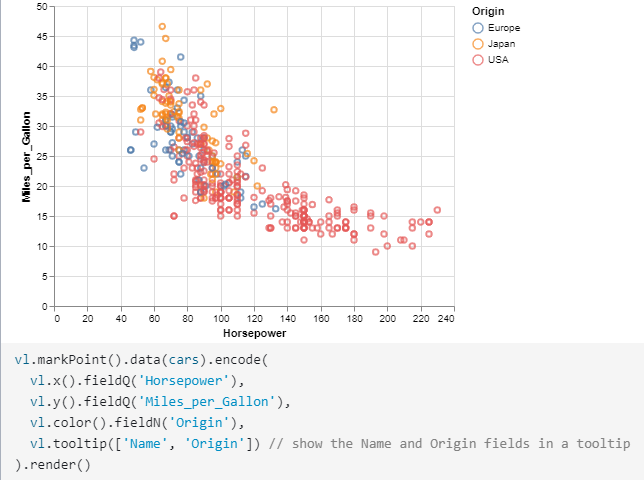 50
45
40
35
30
25
20
15
10
5
0
Miles_per_Gallon
0 20 40 60 80 100 120 140 160 180 200 220 240
Horsepower
Origin
Europe
Japan
USA
vl.markPoint().data(cars).encode(
  vl.x().fieldQ('Horsepower'),
  vl.y().fieldQ('Miles_per_Gallon'),
  vl.color().fieldN('Origin'),
  vl.tooltip(['Name', 'Origin']) // show the Name and Origin fields in a tooltip
).render()